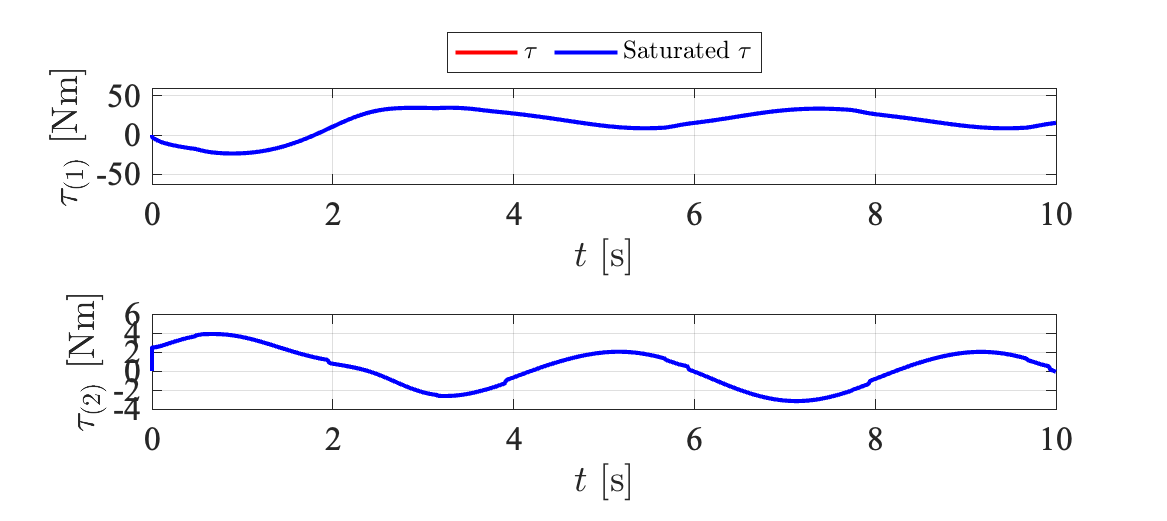 τ Saturated τ
τ(1) [Nm]
50
0
-50
0 2 4 6 8 10
t [s]
τ(2) [Nm]
6
4
2
0
-2
-4
0 2 4 6 8 10
t [s]